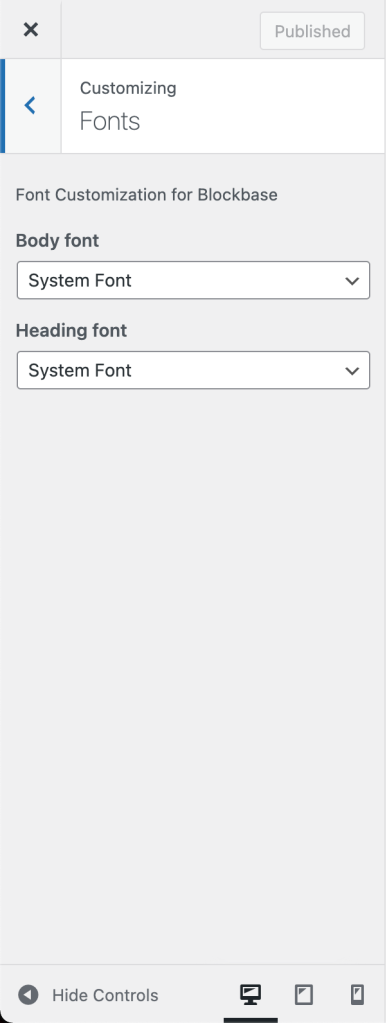 Published
Customizing
Fonts
Font Customization for Blockbase
Body font
System Font
Heading font
System Font
Hide Controls